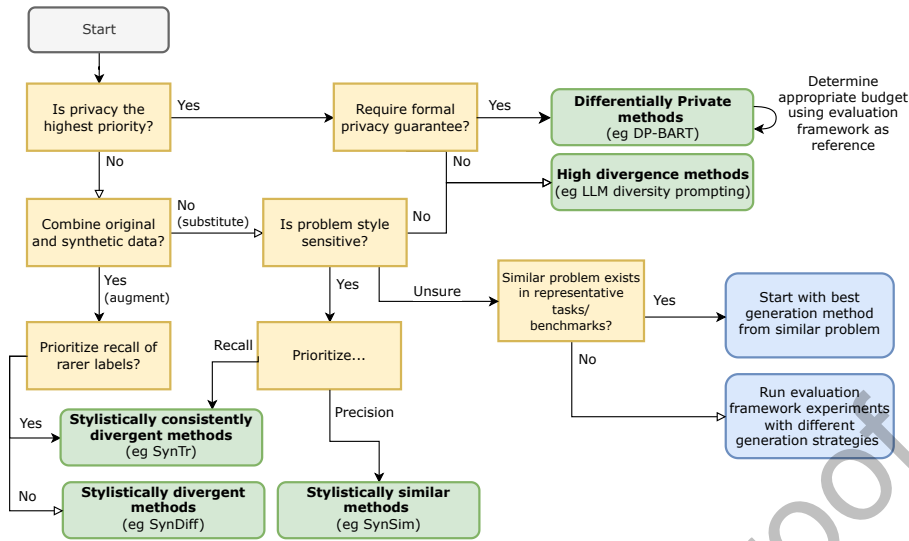 Start
Is privacy the
highest priority?
Yes
Require formal
privacy guarantee?
Yes
Differentially Private
methods
(eg DP-BART)
Determine
appropriate budget
using evaluation
framework as
reference
No
No
High divergence methods
(eg LLM diversity prompting)
Combine original
and synthetic data?
No
(substitute)
Is problem style
sensitive?
No
Yes
(augment)
Yes
Unsure
Similar problem exists
in representative
tasks/
benchmarks?
Yes
Start with best
generation method
from similar problem
No
Run evaluation
framework experiments
with different
generation strategies
Prioritize recall of
rarer labels?
Recall
Prioritize...
Precision
Yes
Stylistically consistently
divergent methods
(eg SynTr)
No
Stylistically divergent
methods
(eg SynDiff)
Stylistically similar
methods
(eg SynSim)